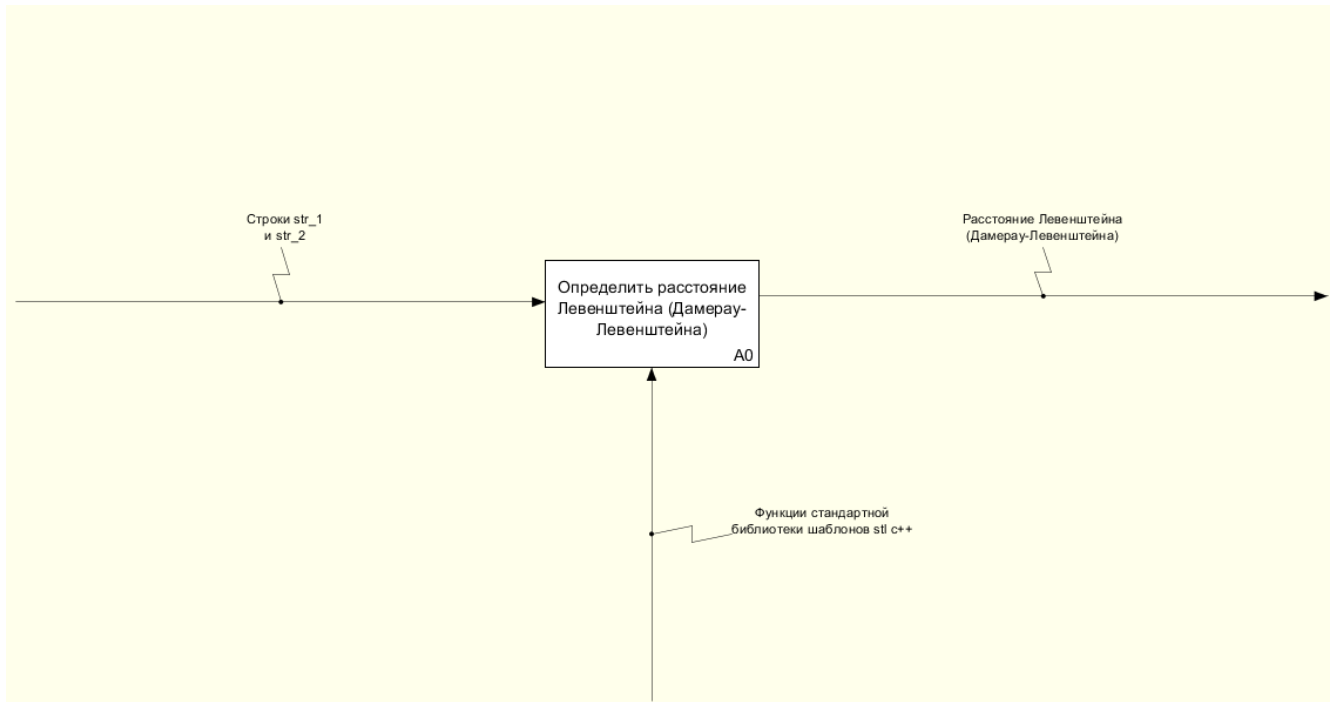 Строки str_1
и str_2
Расстояние Левенштейна
(Дамерау-Левенштейна)
Определить расстояние
Левенштейна (Дамерау-
Левенштейна)
A0
Функции стандартной
библиотеки шаблонов stl c++